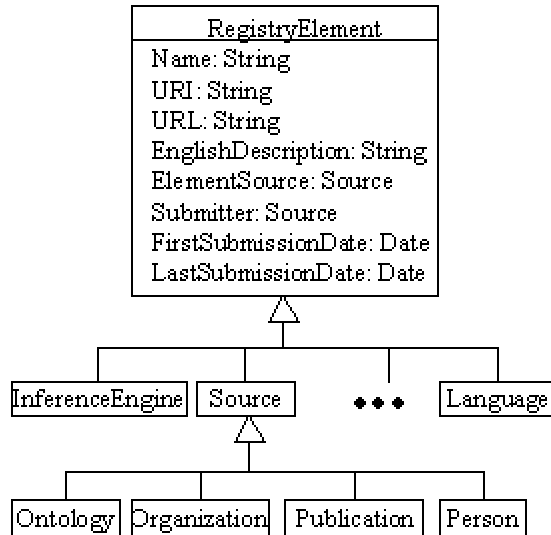 RegistryElement
Name: String
URI: String
URL: String
EnglishDescription: String
ElementSource: Source
Submitter: Source
FirstSubmissionDate: Date
LastSubmissionDate: Date
InferenceEngine Source ••• Language
Ontology Organization Publication Person